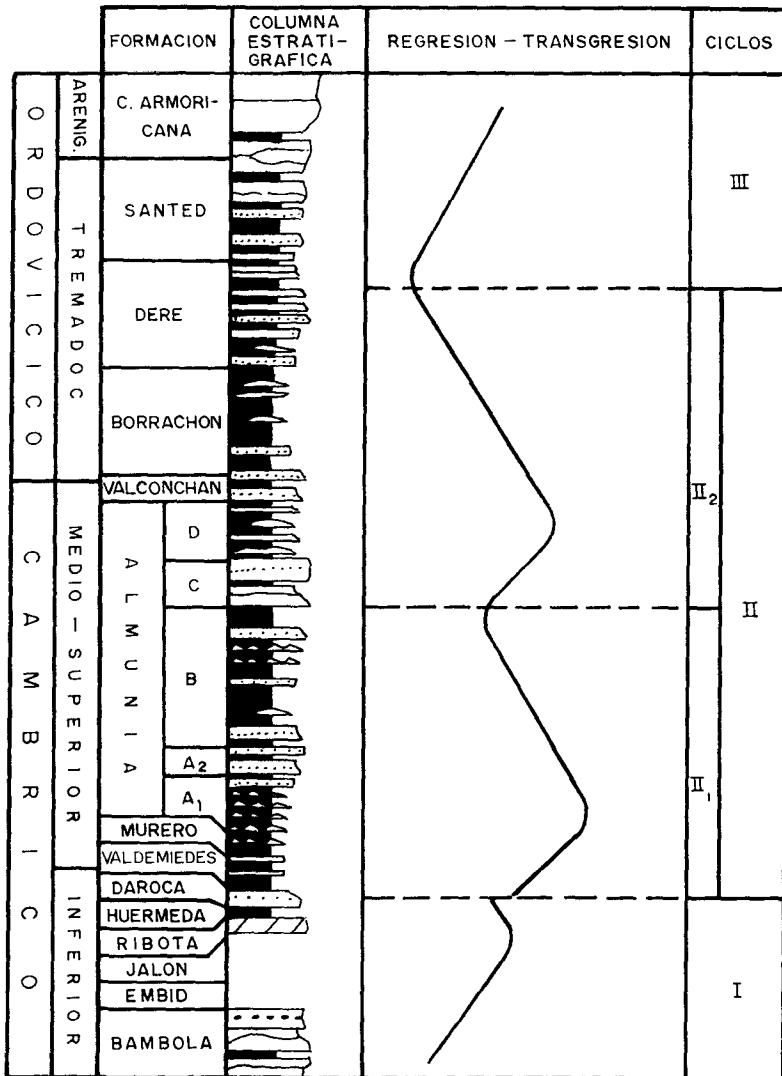 FORMACION
COLUMNA
ESTRATI-
GRAFICA
REGRESION - TRANSGRESION
CICLOS
ORDOVICICO
ARENIG.
C. ARMORI-
CANA
TREMADOC
SANTED
DERE
BORRACHON
CAMBRICO
MEDIO - SUPERIOR
VALCONCHAN
ALMUNIA
D
C
B
A2
A1
MURERO
VALDEMIEDES
INFERIOR
DAROCA
HUERMEDA
RIBOTA
JALON
EMBID
BAMBOLA
III
II2
II
II1
I